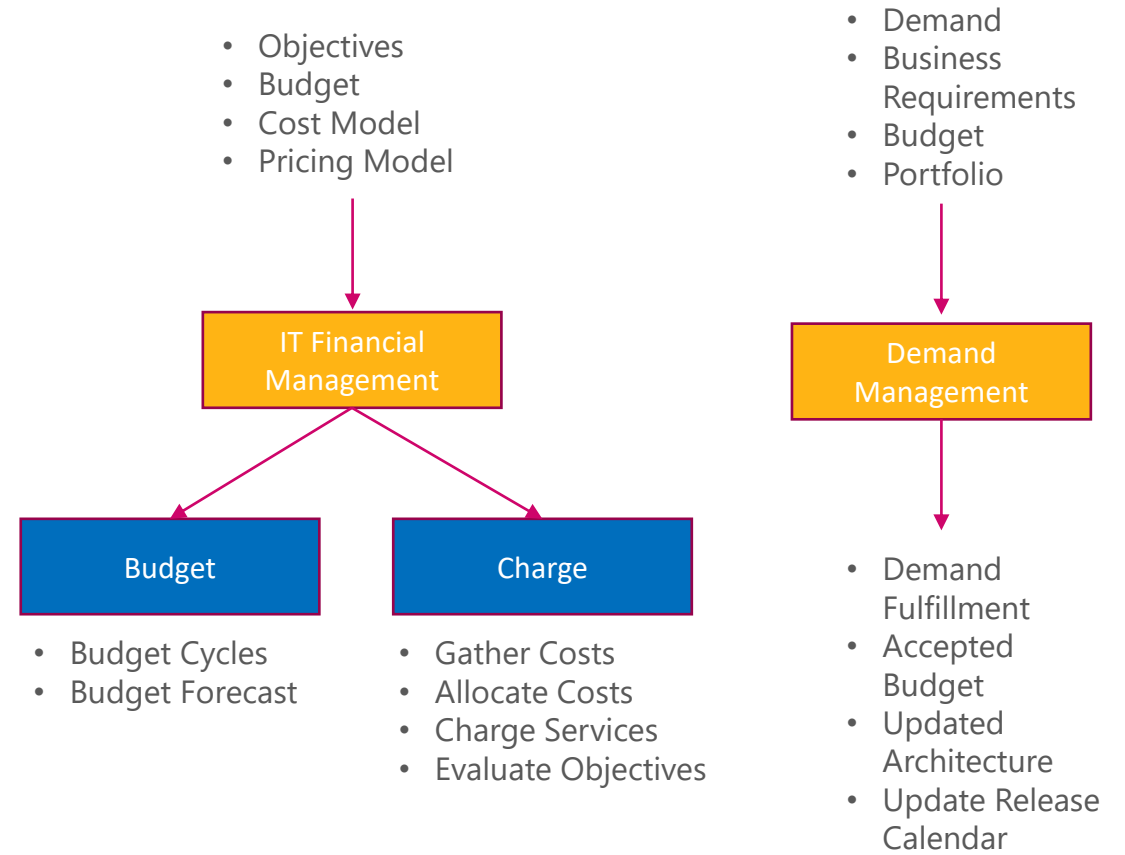 • Objectives
• Budget
• Cost Model
• Pricing Model
IT Financial
Management
Budget
• Budget Cycles
• Budget Forecast
Charge
• Gather Costs
• Allocate Costs
• Charge Services
• Evaluate Objectives
• Demand
• Business
Requirements
• Budget
• Portfolio
Demand
Management
• Demand
Fulfillment
• Accepted
Budget
• Updated
Architecture
• Update Release
Calendar